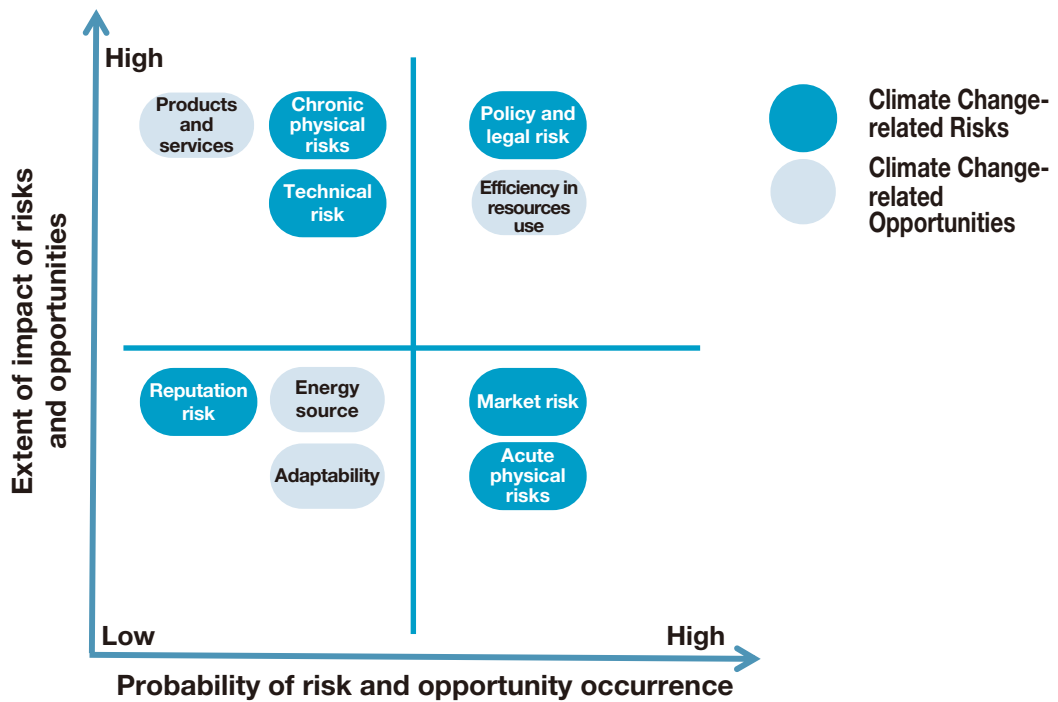 High
Products
and
services
Chronic
physical
risks
Technical
risk
Policy and
legal risk
Efficiency in
resources
use
Climate Change-
related Risks
Climate Change-
related
Opportunities
Extent of impact of risks
and opportunities
Reputation
risk
Energy
source
Adaptability
Market risk
Acute
physical
risks
Low
High
Probability of risk and opportunity occurrence